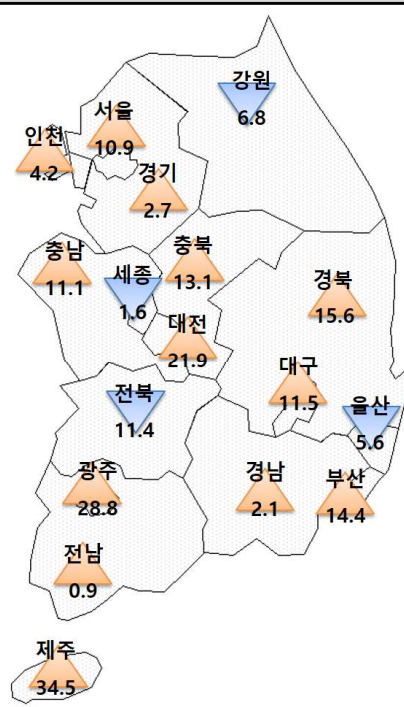 강원
6.8
서울
10.9
인천
4.2
경기
2.7
충북
13.1
충남
11.1
세종
1.6
경북
15.6
대전
21.9
대구
11.5
전북
11.4
울산
5.6
광주
28.8
경남
2.1
부산
14.4
전남
0.9
제주
34.5